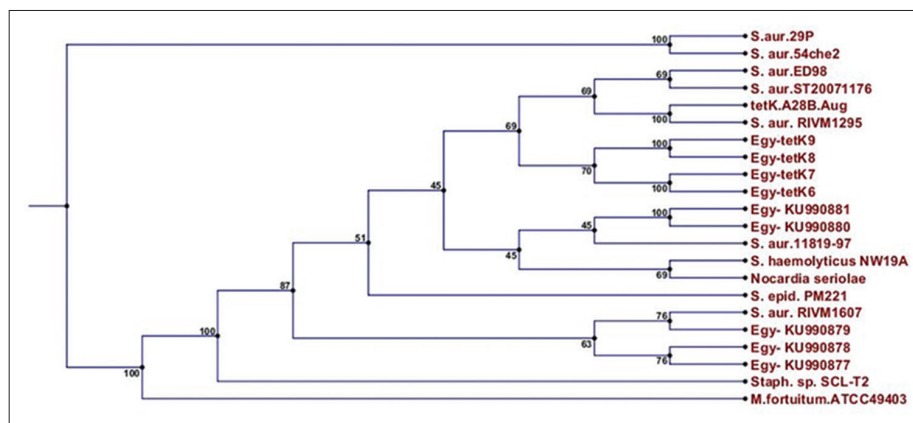 100
S.aur.29P
S. aur.54che2
69
S. aur.ED98
69
S. aur.ST20071176
tetK.A28B.Aug
100
S. aur. RIVM1295
69
100
Egy-tetK9
Egy-tetK8
70
Egy-tetK7
100
Egy-tetK6
45
100
Egy- KU990881
Egy- KU990880
45
S. aur.11819-97
45
S. haemolyticus NW19A
69
Nocardia seriolae
51
S. epid. PM221
87
76
S. aur. RIVM1607
Egy- KU990879
63
Egy- KU990878
76
Egy- KU990877
100
Staph. sp. SCL-T2
100
M.fortuitum.ATCC49403